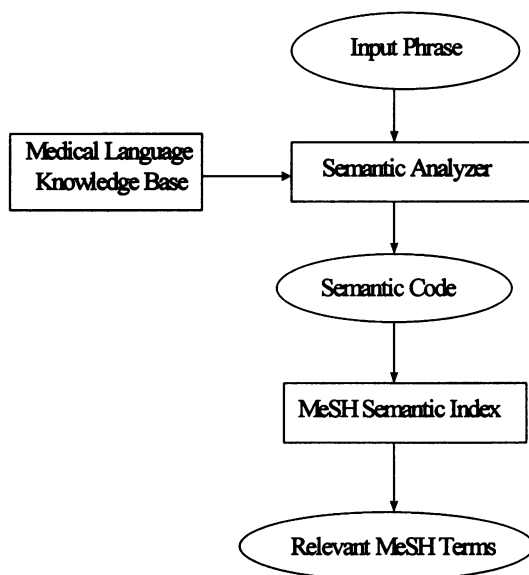 Input Phrase
Medical Language
Knowledge Base
Semantic Analyzer
Semantic Code
MeSH Semantic Index
Relevant MeSH Terms